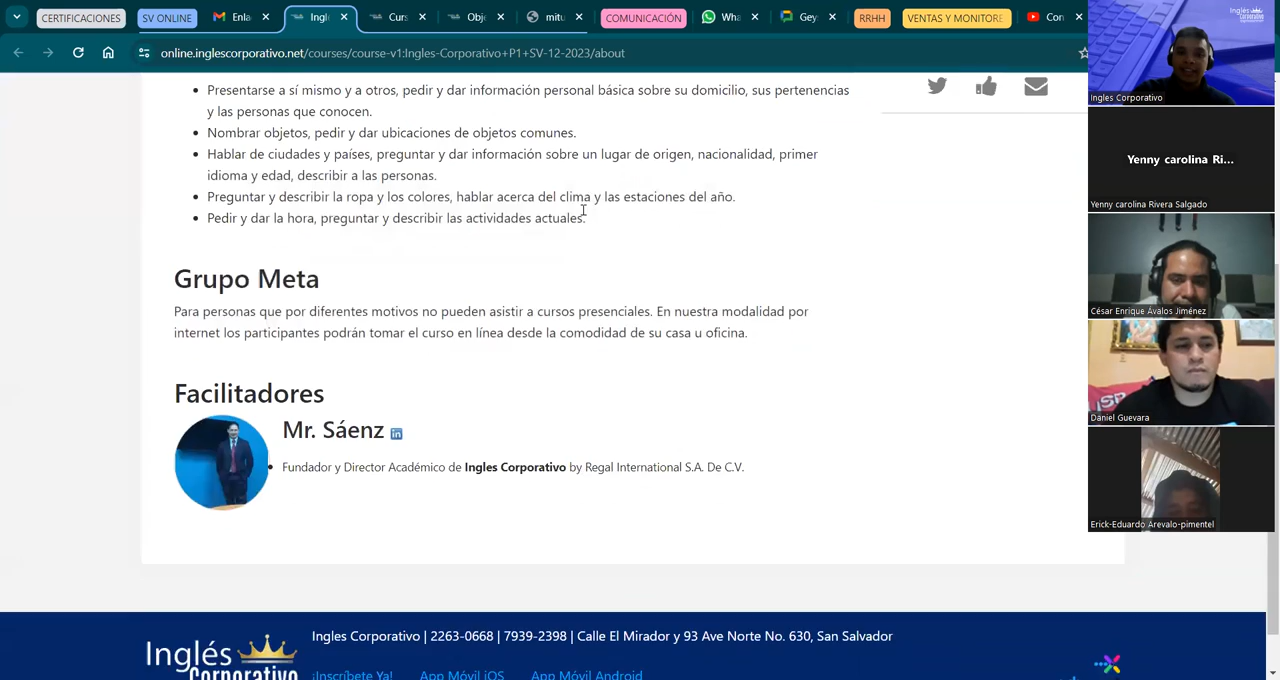 CERTIFICACIONES
SV ONLINE
Enla
Ingl
Curs
Obje
mitu
COMUNICACIÓN
Wha
Gey
RRHH
VENTAS Y MONITORE
Con
online.inglescorporativo.net/courses/course-v1:Ingles-Corporativo+P1+SV-12-2023/about
Presentarse a sí mismo y a otros, pedir y dar información personal básica sobre su domicilio, sus pertenencias
y las personas que conocen.
Nombrar objetos, pedir y dar ubicaciones de objetos comunes.
Hablar de ciudades y países, preguntar y dar información sobre un lugar de origen, nacionalidad, primer
idioma y edad, describir a las personas.
Preguntar y describir la ropa y los colores, hablar acerca del clima y las estaciones del año.
Pedir y dar la hora, preguntar y describir las actividades actuales.
Grupo Meta
Para personas que por diferentes motivos no pueden asistir a cursos presenciales. En nuestra modalidad por
internet los participantes podrán tomar el curso en línea desde la comodidad de su casa u oficina.
Facilitadores
Mr. Sáenz in
Fundador y Director Académico de Ingles Corporativo by Regal International S.A. De C.V.
Inglés
Corporativo
Ingles Corporativo | 2263-0668 | 7939-2398 | Calle El Mirador y 93 Ave Norte No. 630, San Salvador
¡Inscríbete Ya! App Móvil iOS App Móvil Android
Inglés
Corporativo
Ingles Corporativo
Yenny carolina Ri...
Yenny carolina Rivera Salgado
César Enrique Ávalos Jiménez
Daniel Guevara
Erick-Eduardo Arevalo-pimentel